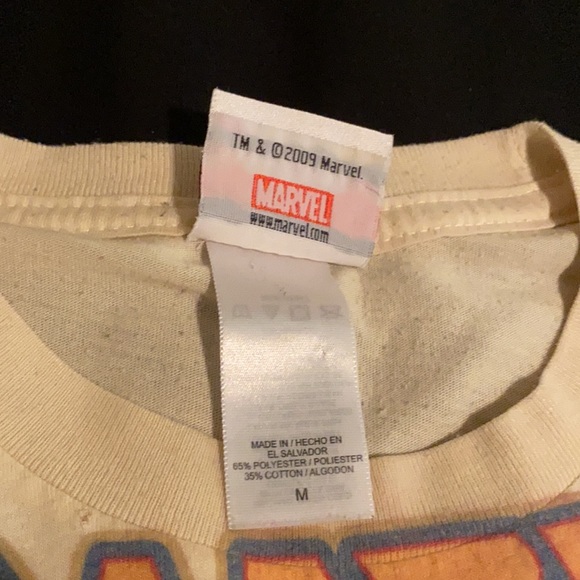 TM & ©2009 Marvel.
MARVEL
www.marvel.com
MADE IN / HECHO EN
EL SALVADOR
65% POLYESTER / POLIESTER
35% COTTON / ALGODON
M